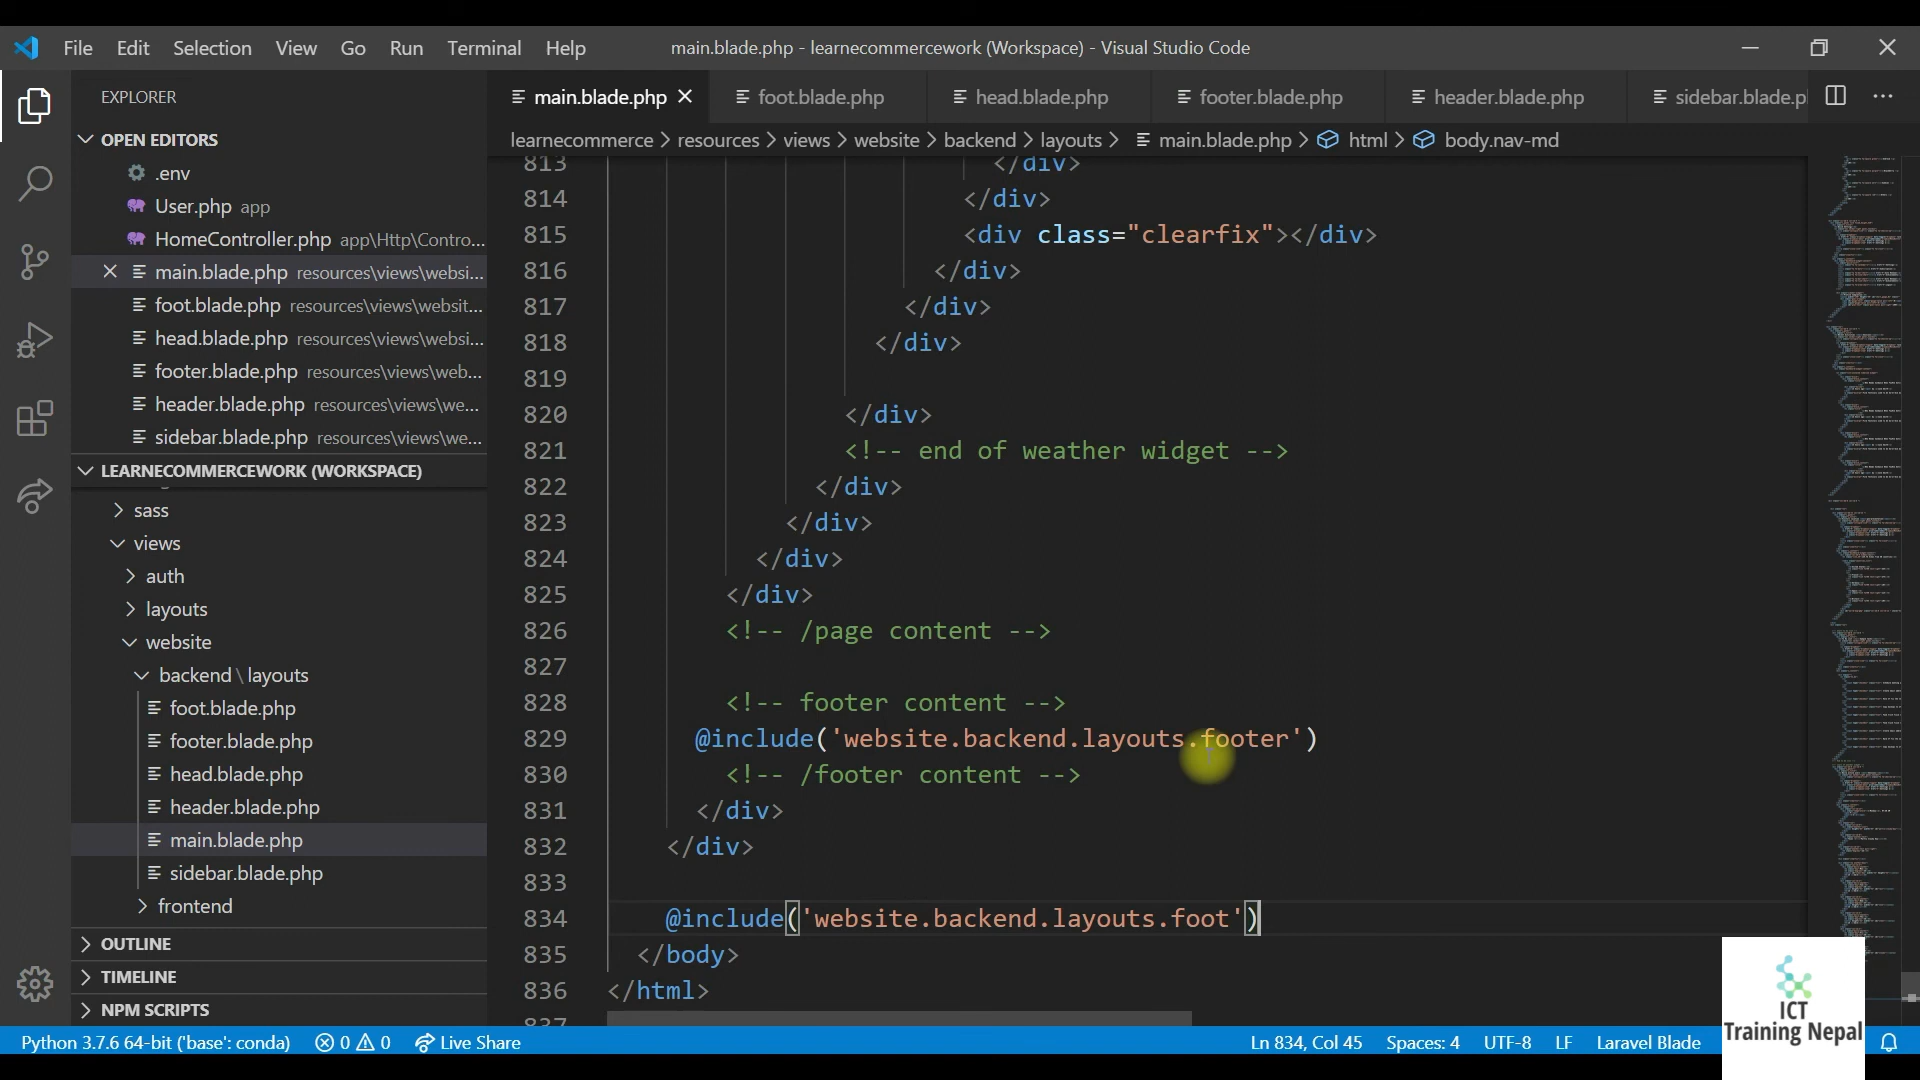 File Edit Selection View Go Run Terminal Help main.blade.php - learnecommercework (Workspace) - Visual Studio Code
EXPLORER
OPEN EDITORS
.env
User.php app
HomeController.php app\Http\Contro...
main.blade.php resources\views\websi...
foot.blade.php resources\views\websit...
head.blade.php resources\views\websi...
footer.blade.php resources\views\web...
header.blade.php resources\views\we...
sidebar.blade.php resources\views\we...
LEARNECOMMERCEWORK (WORKSPACE)
sass
views
auth
layouts
website
backend \ layouts
foot.blade.php
footer.blade.php
head.blade.php
header.blade.php
main.blade.php
sidebar.blade.php
frontend
OUTLINE
TIMELINE
NPM SCRIPTS
main.blade.php foot.blade.php head.blade.php footer.blade.php header.blade.php sidebar.blade.p
learnecommerce > resources > views > website > backend > layouts > main.blade.php > html > body.nav-md
813 </div>
814 </div>
815 <div class="clearfix"></div>
816 </div>
817 </div>
818 </div>
819
820 </div>
821 <!-- end of weather widget -->
822 </div>
823 </div>
824 </div>
825 </div>
826 <!-- /page content -->
827
828 <!-- footer content -->
829 @include('website.backend.layouts.footer')
830 <!-- /footer content -->
831 </div>
832 </div>
833
834 @include('website.backend.layouts.foot')
835 </body>
836 </html>
837
ICT
Training Nepal
Python 3.7.6 64-bit ('base': conda) 0 0 Live Share Ln 834, Col 45 Spaces: 4 UTF-8 LF Laravel Blade